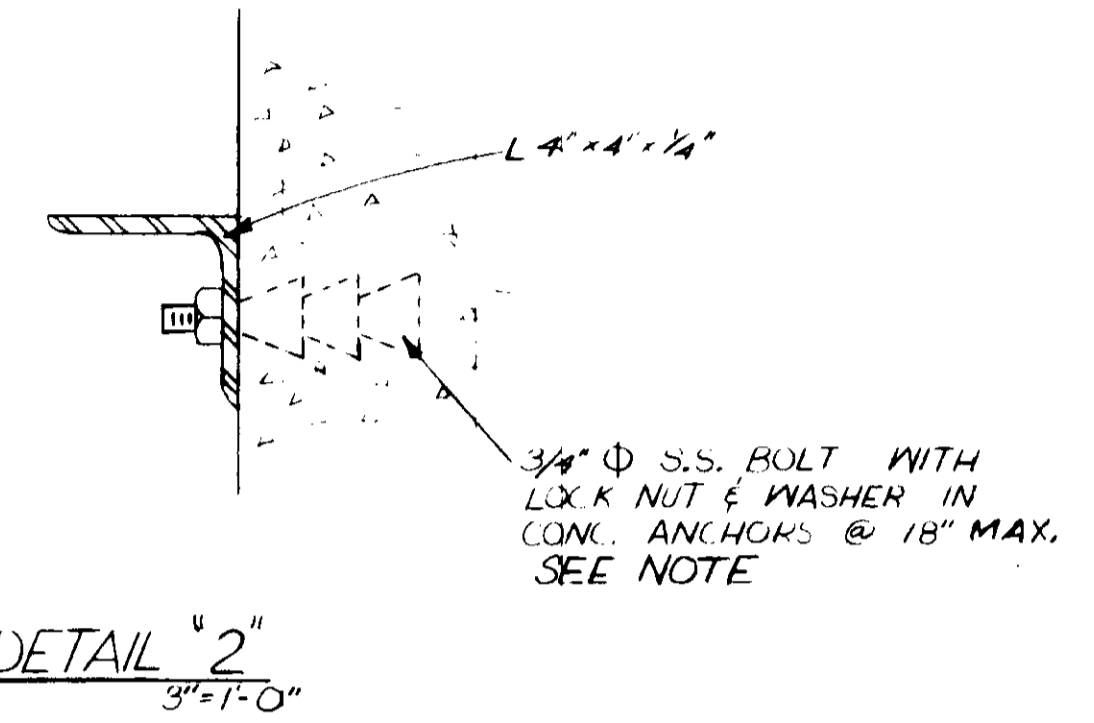 L 4" x 4" x 1/4"
3/4" Φ S.S. BOLT WITH
LOCK NUT & WASHER IN
CONC. ANCHORS @ 18" MAX.
SEE NOTE
DETAIL "2"
3"=1'-0"